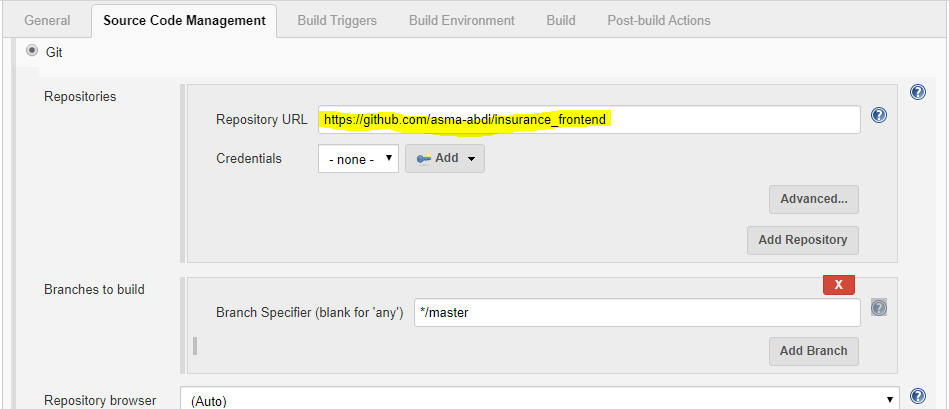 General Source Code Management Build Triggers Build Environment Build Post-build Actions
Git
Repositories
Repository URL https://github.com/asma-abdi/insurance_frontend
Credentials - none - Add
Advanced...
Add Repository
X
Branches to build
Branch Specifier (blank for 'any') */master
Add Branch
Repository browser (Auto)